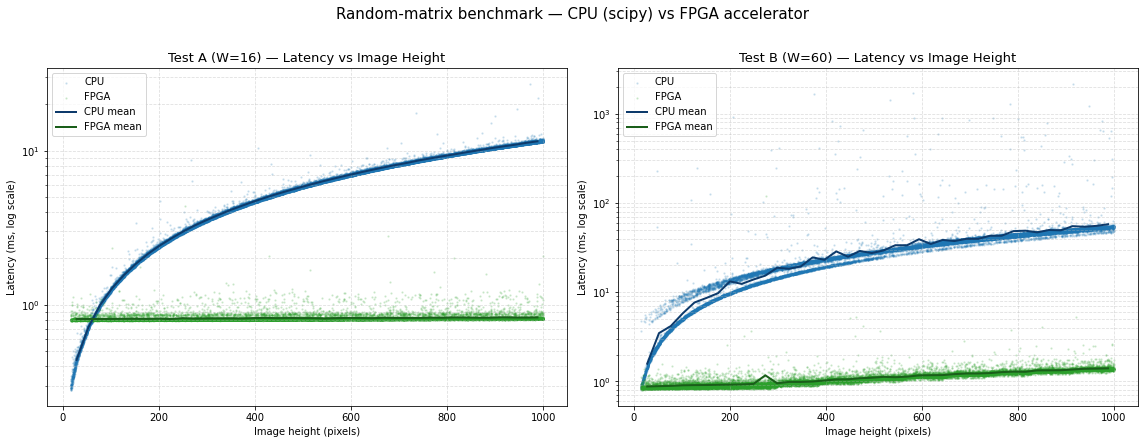 Random-matrix benchmark — CPU (scipy) vs FPGA accelerator
Test A (W=16) — Latency vs Image Height
CPU
FPGA
CPU mean
FPGA mean
10¹
10⁰
Latency (ms, log scale)
0 200 400 600 800 1000
Image height (pixels)
Test B (W=60) — Latency vs Image Height
CPU
FPGA
CPU mean
FPGA mean
10³
10²
10¹
10⁰
Latency (ms, log scale)
0 200 400 600 800 1000
Image height (pixels)